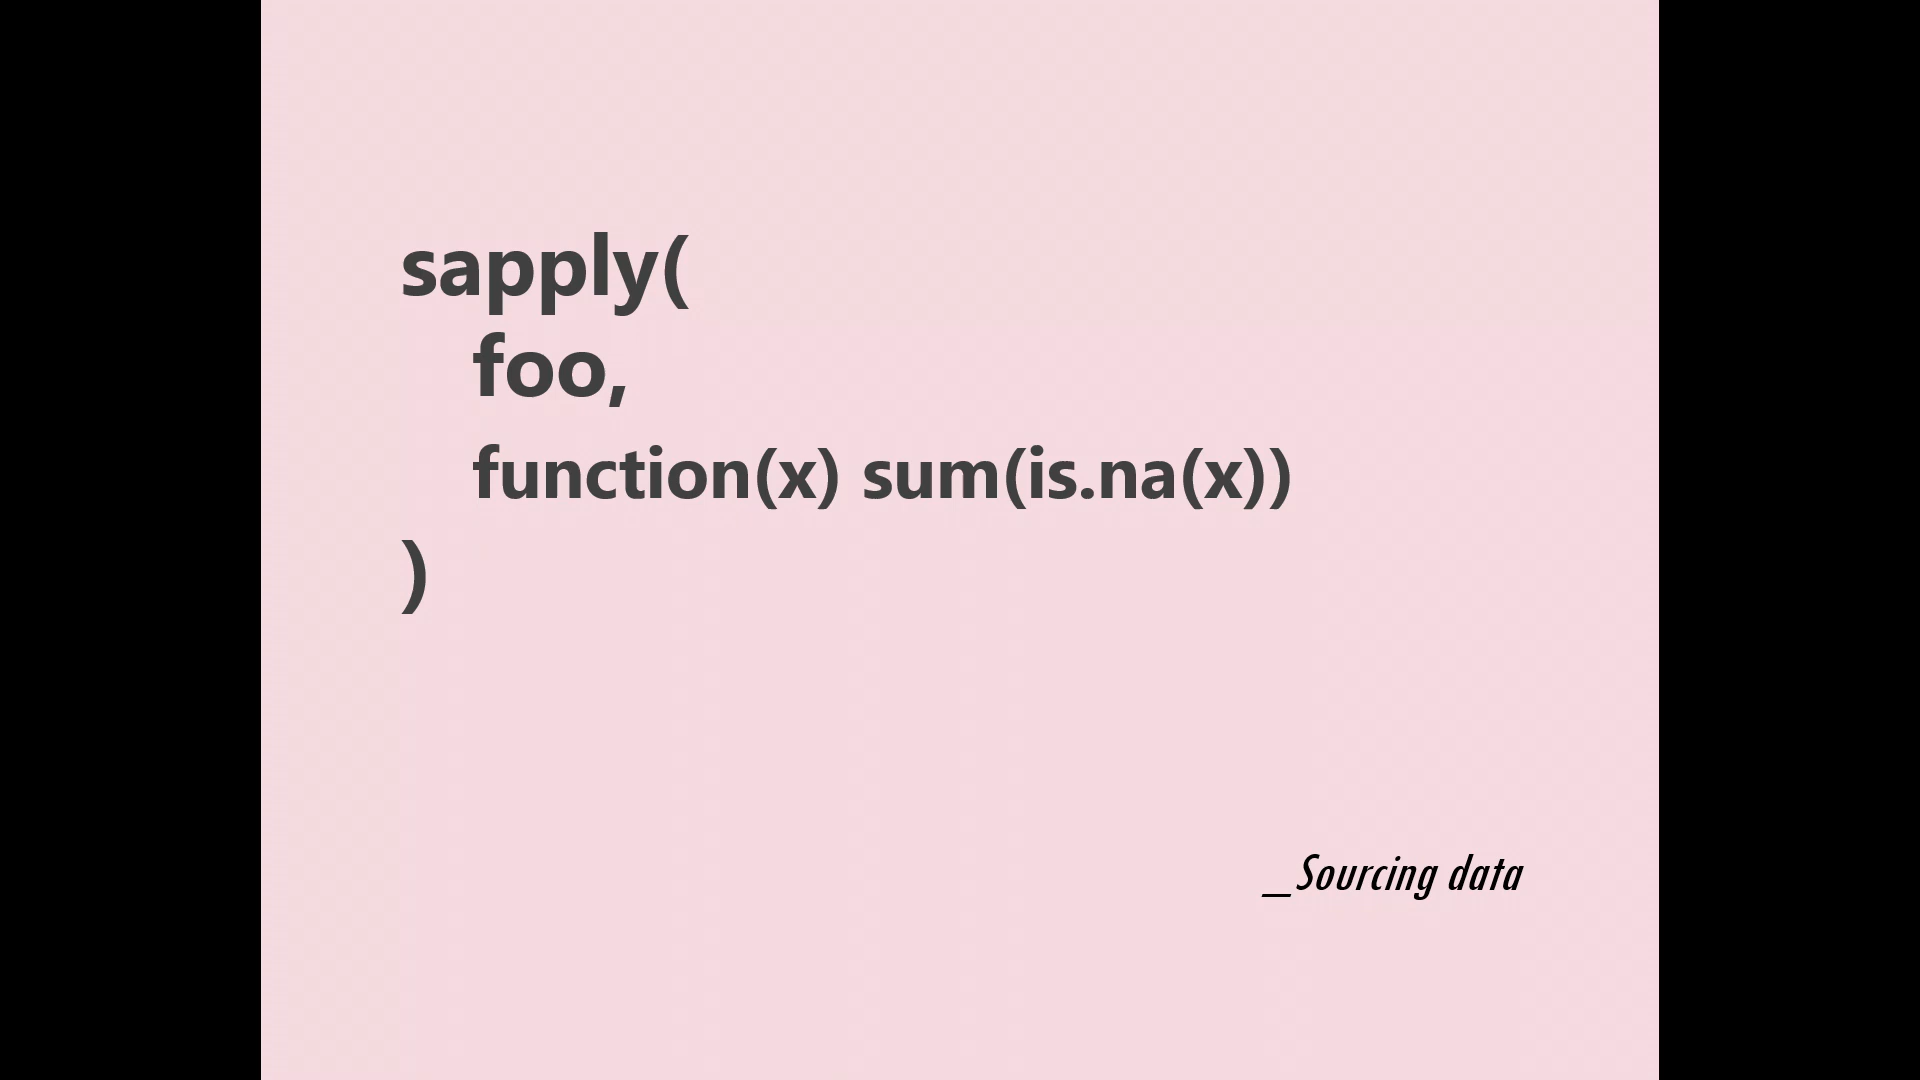 sapply(
foo,
function(x) sum(is.na(x))
)
_Sourcing data